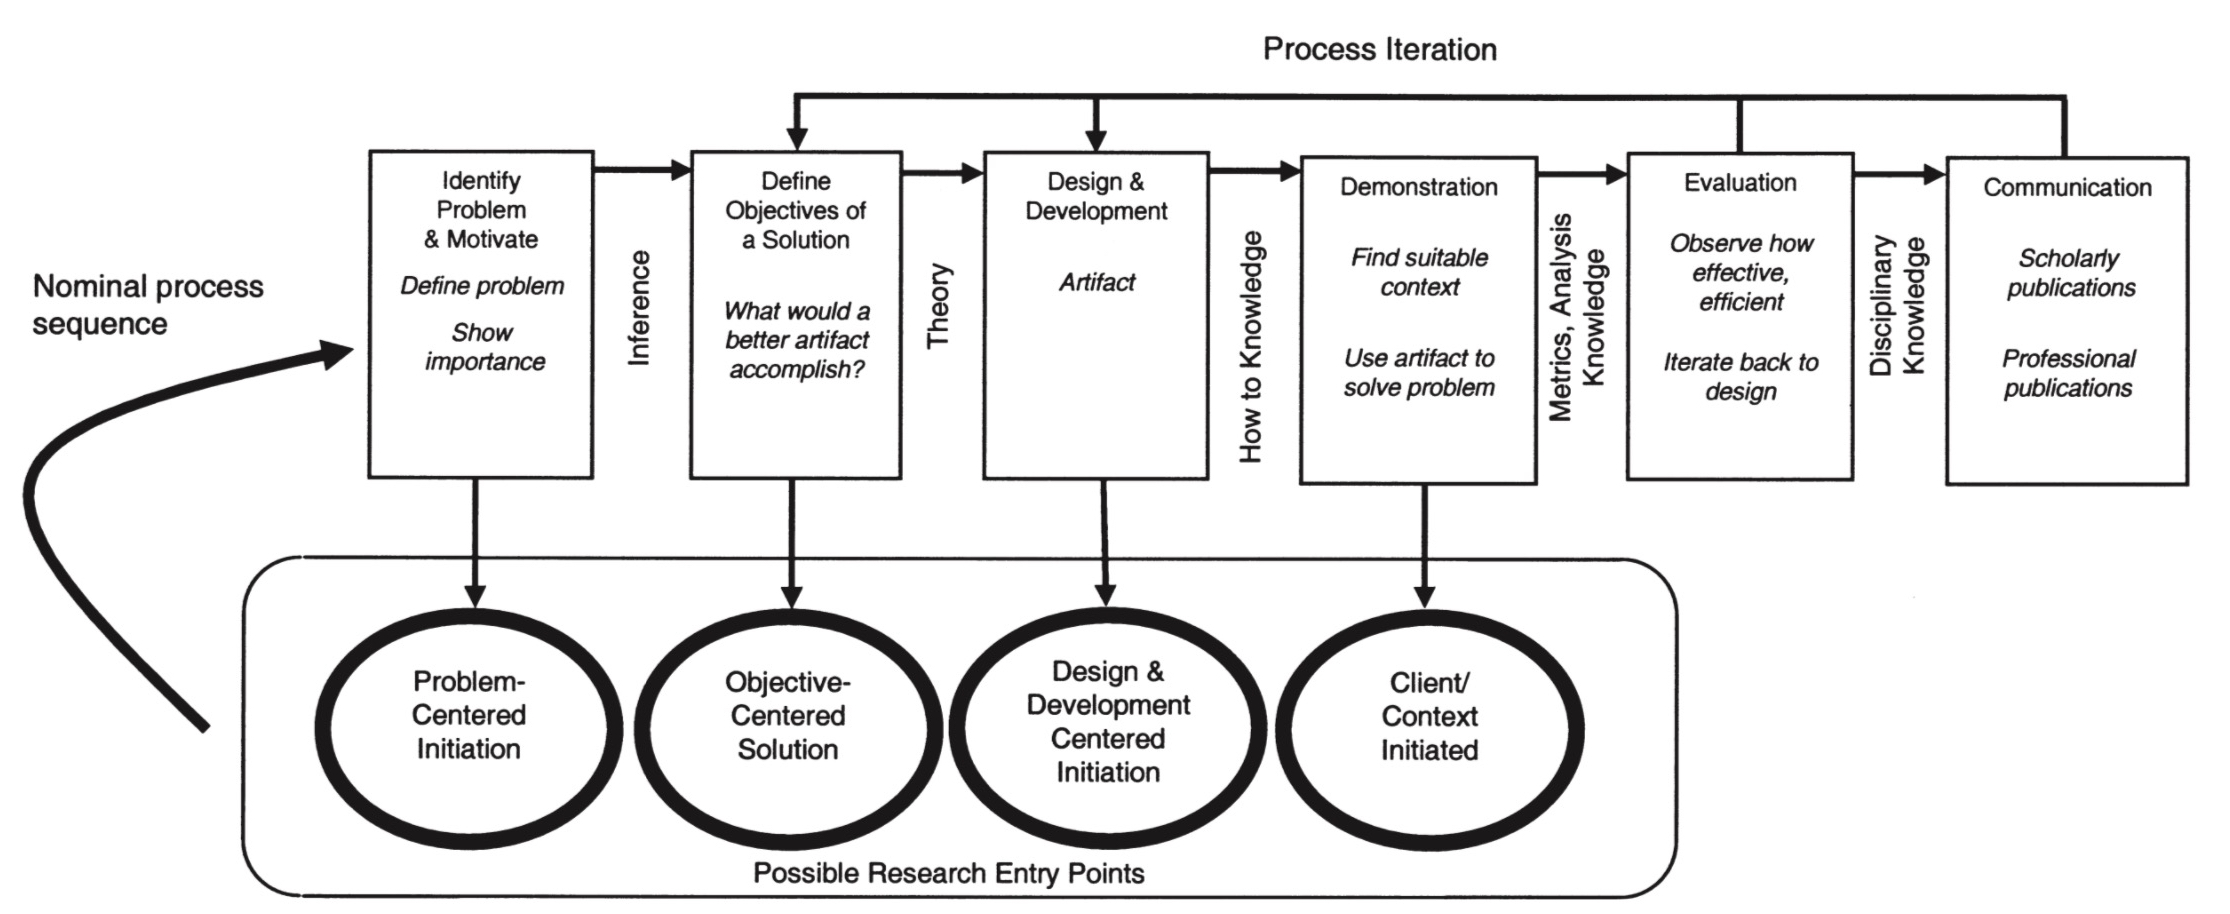 Process Iteration
Nominal process
sequence
Identify
Problem
& Motivate
Define problem
Show
importance
Inference
Define
Objectives of
a Solution
What would a
better artifact
accomplish?
Theory
Design &
Development
Artifact
How to Knowledge
Demonstration
Find suitable
context
Use artifact to
solve problem
Metrics, Analysis
Knowledge
Evaluation
Observe how
effective,
efficient
Iterate back to
design
Disciplinary
Knowledge
Communication
Scholarly
publications
Professional
publications
Problem-
Centered
Initiation
Objective-
Centered
Solution
Design &
Development
Centered
Initiation
Client/
Context
Initiated
Possible Research Entry Points